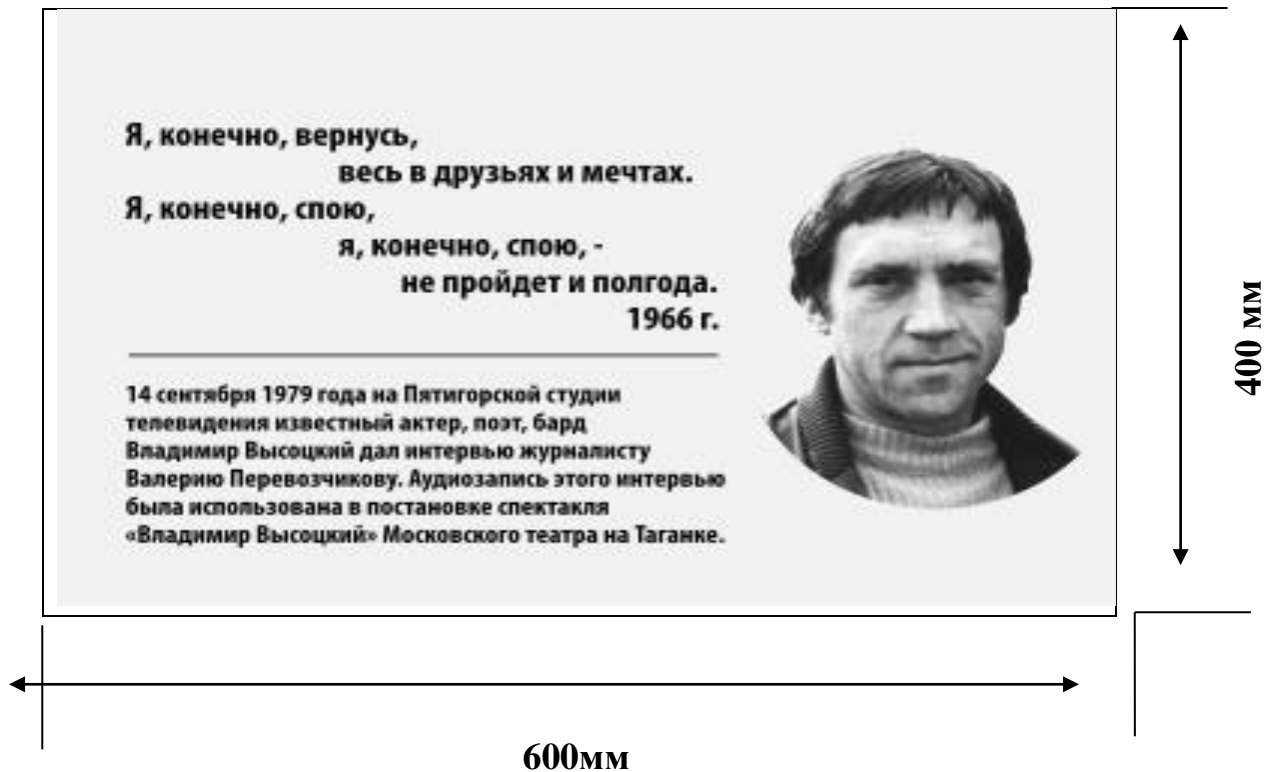 Я, конечно, вернусь,
весь в друзьях и мечтах.
Я, конечно, спою,
я, конечно, спою, -
не пройдет и полгода.
1966 г.
14 сентября 1979 года на Пятигорской студии
телевидения известный актер, поэт, бард
Владимир Высоцкий дал интервью журналисту
Валерию Перевозчикову. Аудиозапись этого интервью
была использована в постановке спектакля
«Владимир Высоцкий» Московского театра на Таганке.
400 мм
600мм